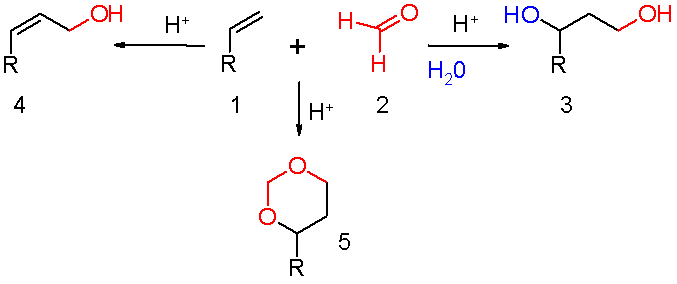 OH H⁺ + H O H⁺ HO OH
R R H H₂0 R
4 1 2 3
H⁺
O
O
5
R